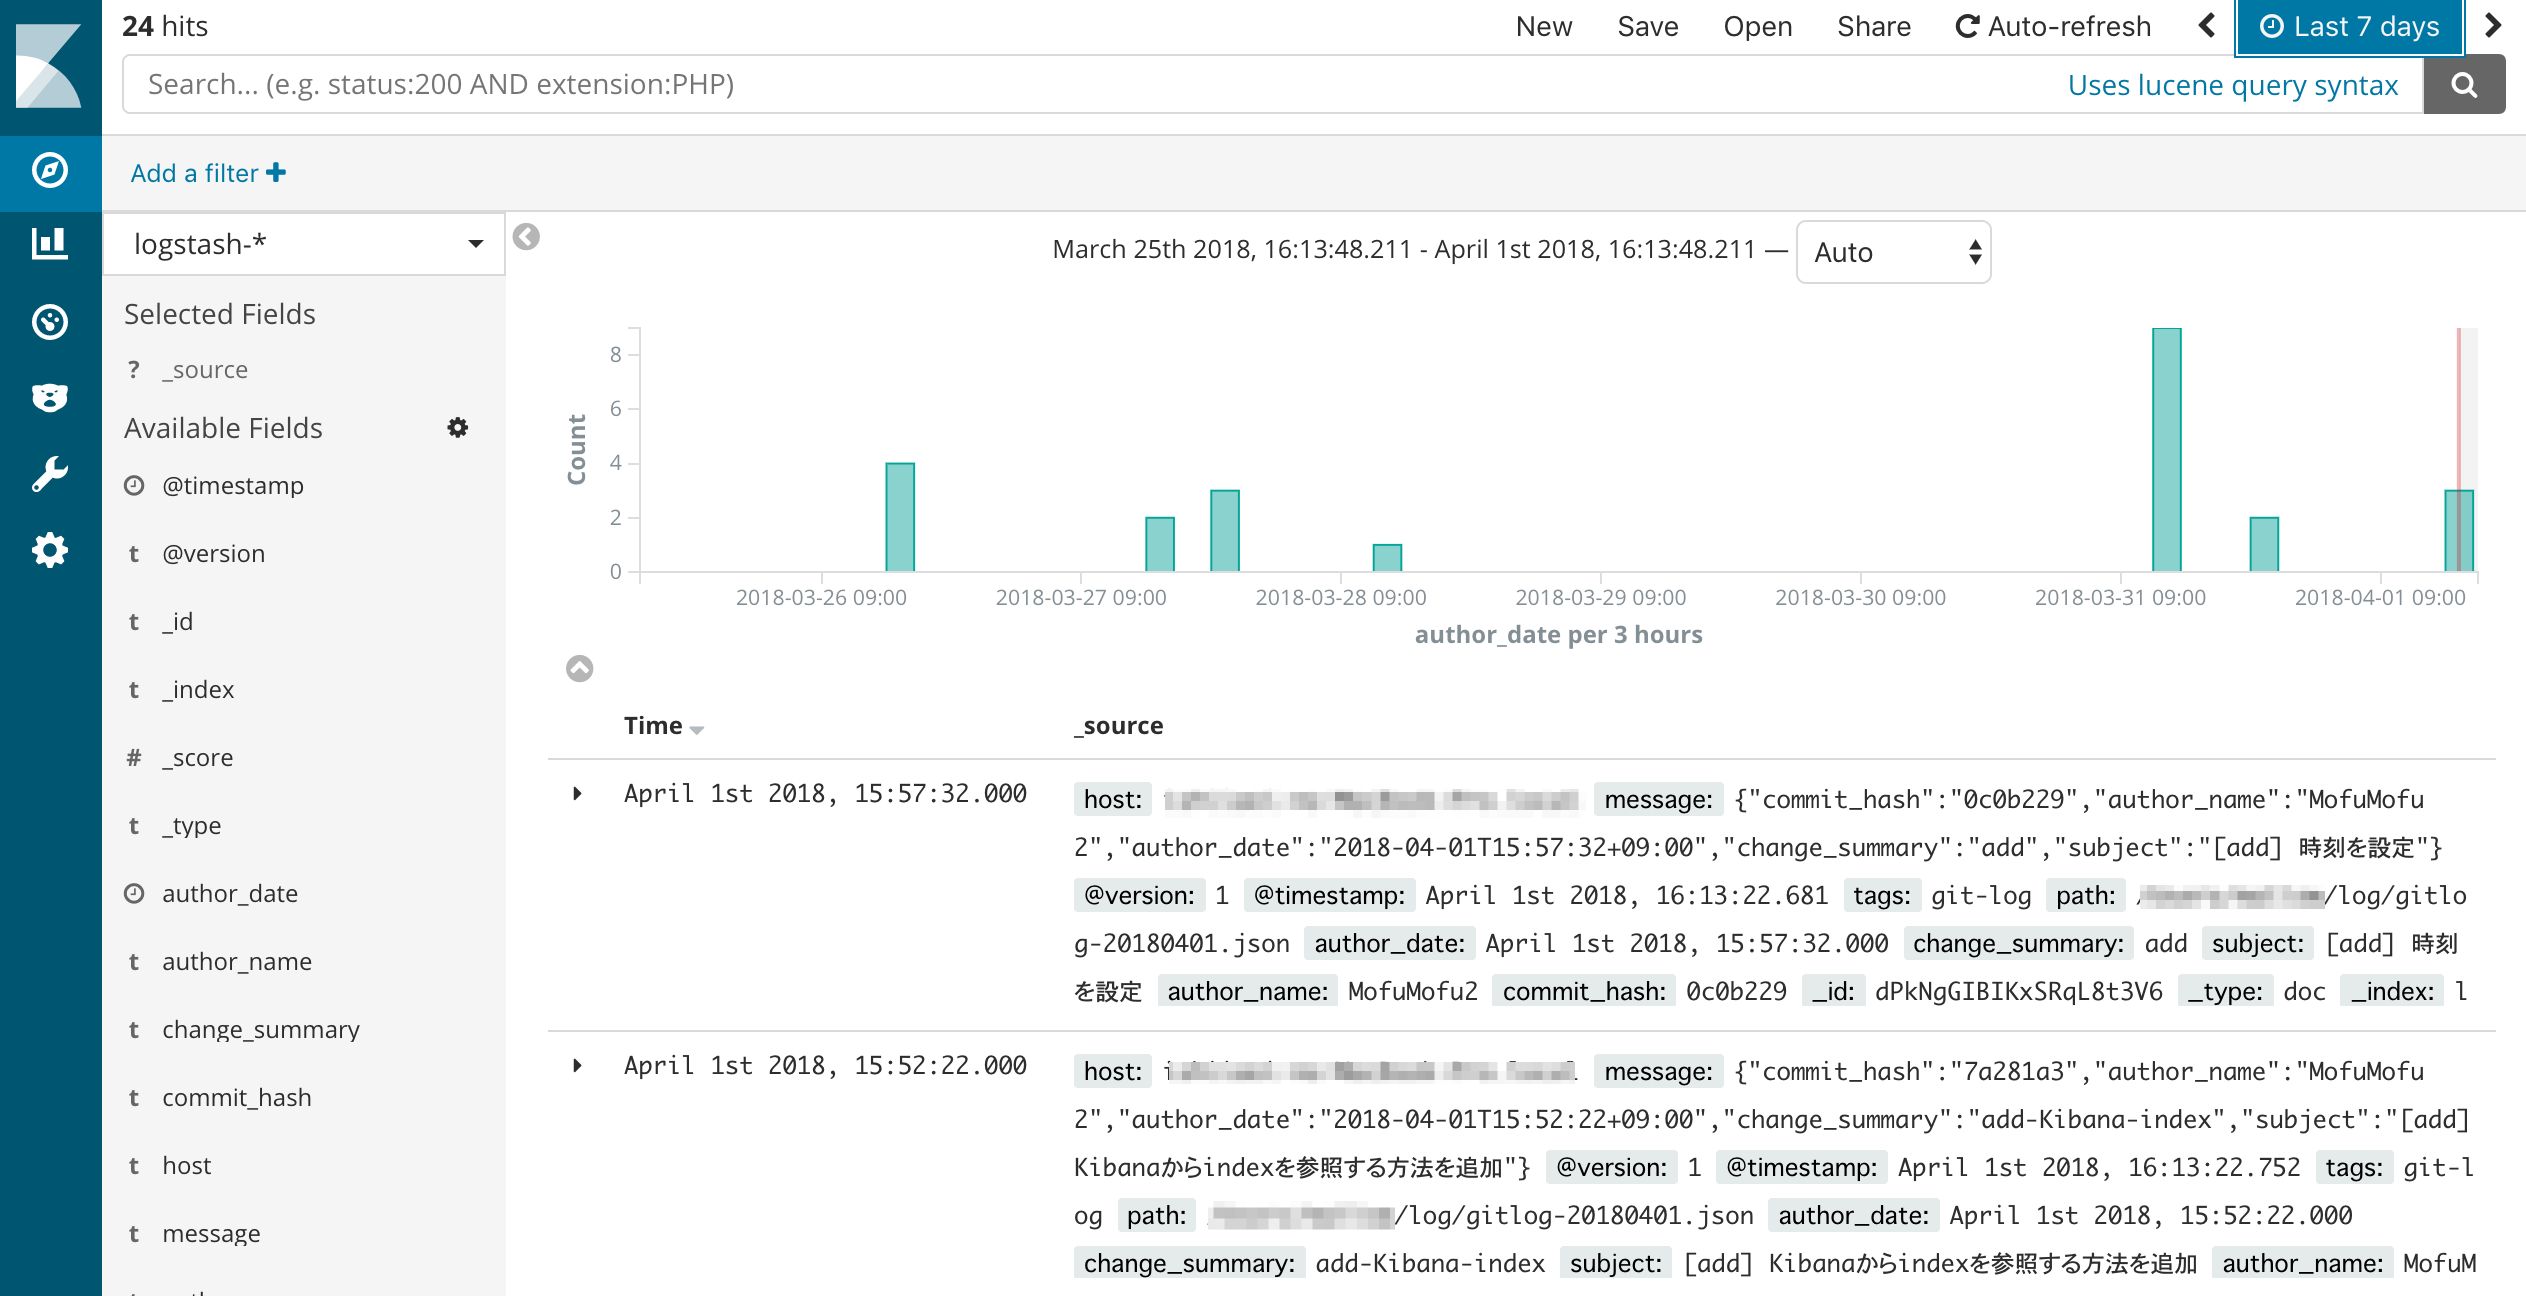 24 hits
New Save Open Share Auto-refresh Last 7 days
Search... (e.g. status:200 AND extension:PHP)
Uses lucene query syntax
Add a filter
logstash-*
Selected Fields
? _source
Available Fields
@timestamp
t @version
t _id
t _index
# _score
t _type
author_date
t author_name
t change_summary
t commit_hash
t host
t message
March 25th 2018, 16:13:48.211 - April 1st 2018, 16:13:48.211 — Auto
Count
8
6
4
2
0
2018-03-26 09:00 2018-03-27 09:00 2018-03-28 09:00 2018-03-29 09:00 2018-03-30 09:00 2018-03-31 09:00 2018-04-01 09:00
author_date per 3 hours
Time _source
April 1st 2018, 15:57:32.000
host: message: {"commit_hash":"0c0b229","author_name":"MofuMofu
2","author_date":"2018-04-01T15:57:32+09:00","change_summary":"add","subject":"[add] 時刻を設定"}
@version: 1 @timestamp: April 1st 2018, 16:13:22.681 tags: git-log path: /log/gitlo
g-20180401.json author_date: April 1st 2018, 15:57:32.000 change_summary: add subject: [add] 時刻
を設定 author_name: MofuMofu2 commit_hash: 0c0b229 _id: dPkNgGIBIKxSRqL8t3V6 _type: doc _index: l
April 1st 2018, 15:52:22.000
host: message: {"commit_hash":"7a281a3","author_name":"MofuMofu
2","author_date":"2018-04-01T15:52:22+09:00","change_summary":"add-Kibana-index","subject":"[add]
Kibanaからindexを参照する方法を追加"} @version: 1 @timestamp: April 1st 2018, 16:13:22.752 tags: git-l
og path: /log/gitlog-20180401.json author_date: April 1st 2018, 15:52:22.000
change_summary: add-Kibana-index subject: [add] Kibanaからindexを参照する方法を追加 author_name: MofuM